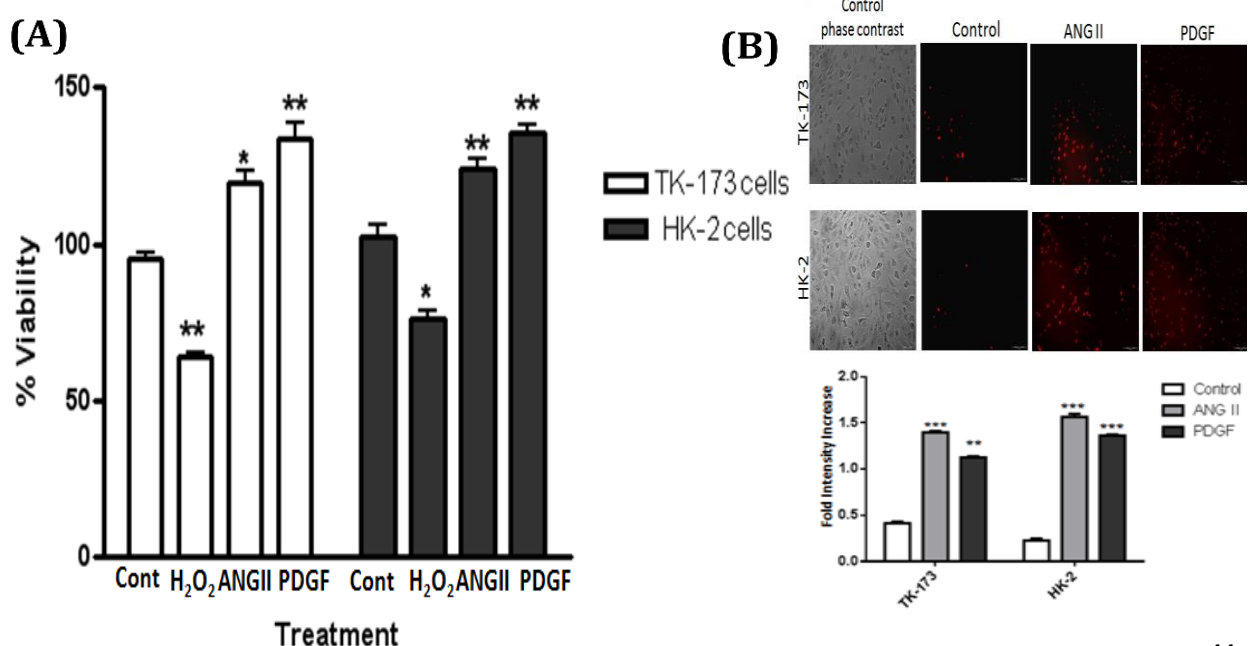 (A)
150
100
50
0
% Viability
**
*
**
*
**
**
Cont H₂O₂ ANGII PDGF Cont H₂O₂ ANGII PDGF
Treatment
TK-173 cells
HK-2 cells
(B)
Control
phase contrast
Control
ANG II
PDGF
TK-173
HK-2
2.0
1.5
1.0
0.5
0.0
Fold Intensity Increase
***
**
***
***
TK-173
HK-2
Control
ANG II
PDGF